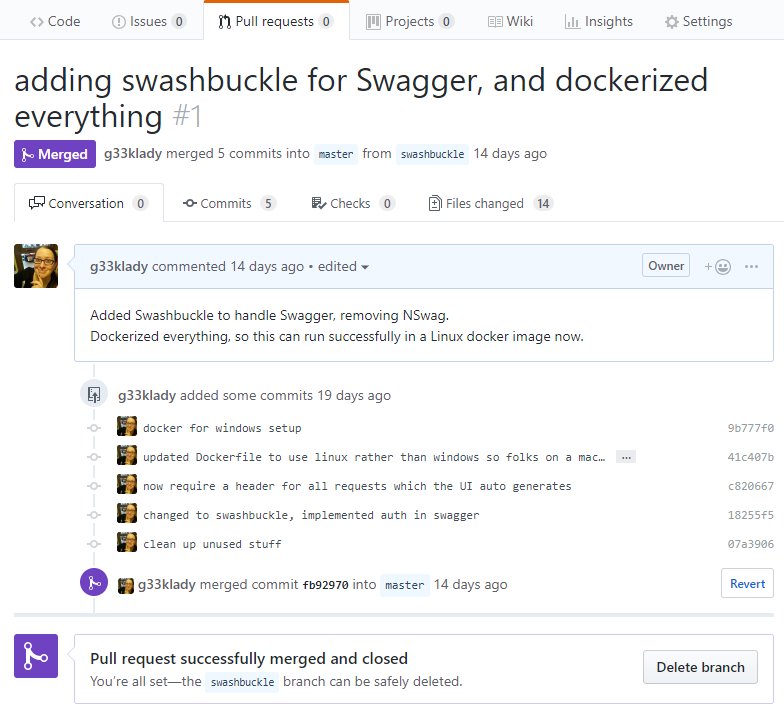 Code Issues 0 Pull requests 0 Projects 0 Wiki Insights Settings
adding swashbuckle for Swagger, and dockerized
everything #1
Merged g33klady merged 5 commits into master from swashbuckle 14 days ago
Conversation 0 Commits 5 Checks 0 Files changed 14
g33klady commented 14 days ago • edited Owner + ...
Added Swashbuckle to handle Swagger, removing NSwag.
Dockerized everything, so this can run successfully in a Linux docker image now.
g33klady added some commits 19 days ago
docker for windows setup 9b777f0
updated Dockerfile to use linux rather than windows so folks on a mac… … 41c407b
now require a header for all requests which the UI auto generates c820667
changed to swashbuckle, implemented auth in swagger 18255f5
clean up unused stuff 07a3906
g33klady merged commit fb92970 into master 14 days ago Revert
Pull request successfully merged and closed
You're all set—the swashbuckle branch can be safely deleted. Delete branch